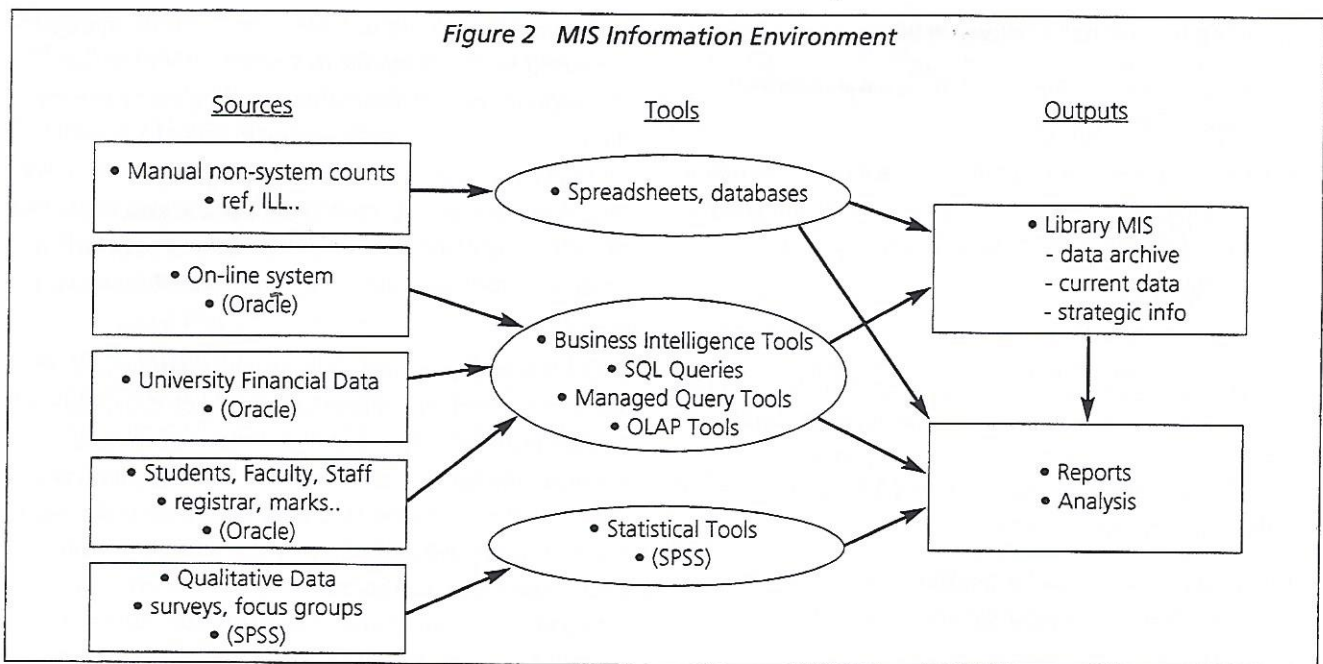 Figure 2 MIS Information Environment
Sources
Tools
Outputs
• Manual non-system counts
• ref, ILL..
• On-line system
• (Oracle)
• University Financial Data
• (Oracle)
• Students, Faculty, Staff
• registrar, marks..
• (Oracle)
• Qualitative Data
• surveys, focus groups
• (SPSS)
• Spreadsheets, databases
• Business Intelligence Tools
• SQL Queries
• Managed Query Tools
• OLAP Tools
• Statistical Tools
• (SPSS)
• Library MIS
- data archive
- current data
- strategic info
• Reports
• Analysis